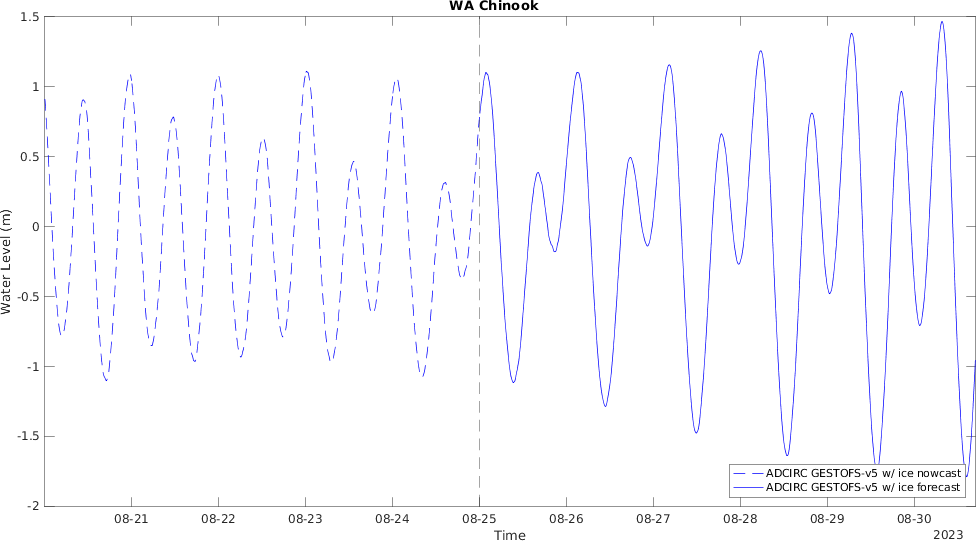 WA Chinook
1.5
1
0.5
0
-0.5
-1
-1.5
-2
Water Level (m)
ADCIRC GESTOFS-v5 w/ ice nowcast
ADCIRC GESTOFS-v5 w/ ice forecast
08-21 08-22 08-23 08-24 08-25 08-26 08-27 08-28 08-29 08-30
Time
2023